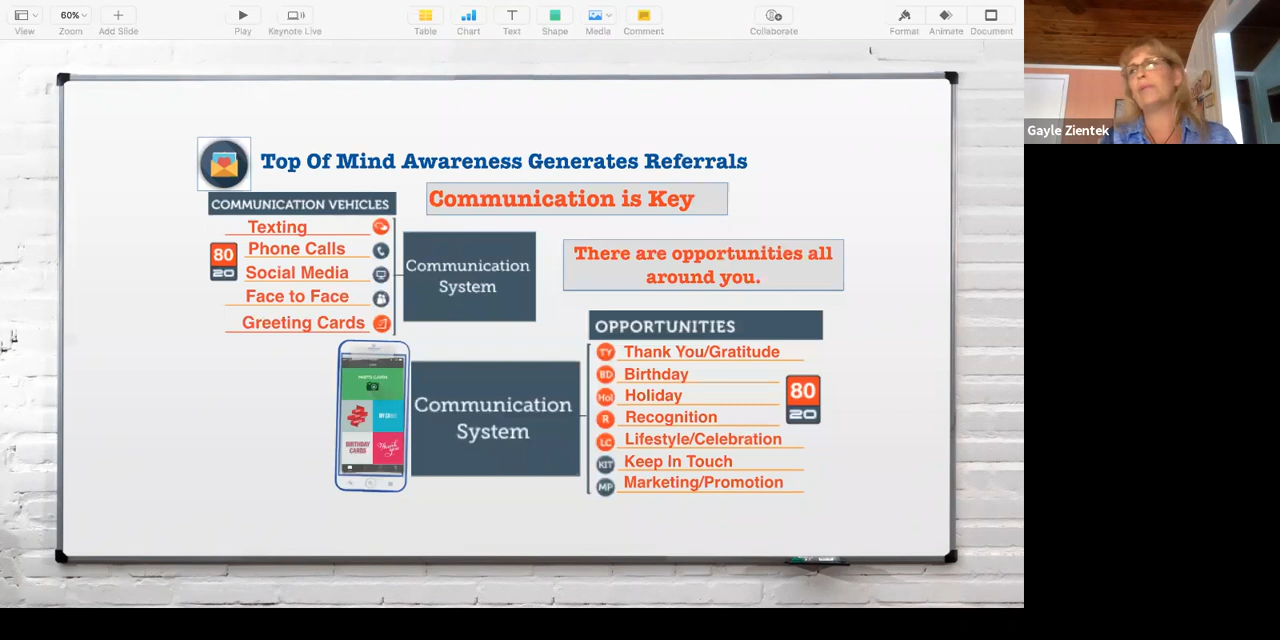 View
60%
Zoom
Add Slide
Play
Keynote Live
Table
Chart
Text
Shape
Media
Comment
Collaborate
Format
Animate
Document
Gayle Zientek
Top Of Mind Awareness Generates Referrals
COMMUNICATION VEHICLES
Communication is Key
Texting
Phone Calls
Social Media
Face to Face
Greeting Cards
80
20
Communication
System
There are opportunities all
around you.
OPPORTUNITIES
TY Thank You/Gratitude
BD Birthday
Hol Holiday
R Recognition
LC Lifestyle/Celebration
KIT Keep In Touch
MP Marketing/Promotion
80
20
Communication
System
PHOTO CARDS
BIRTHDAY
CARDS
Thank
you